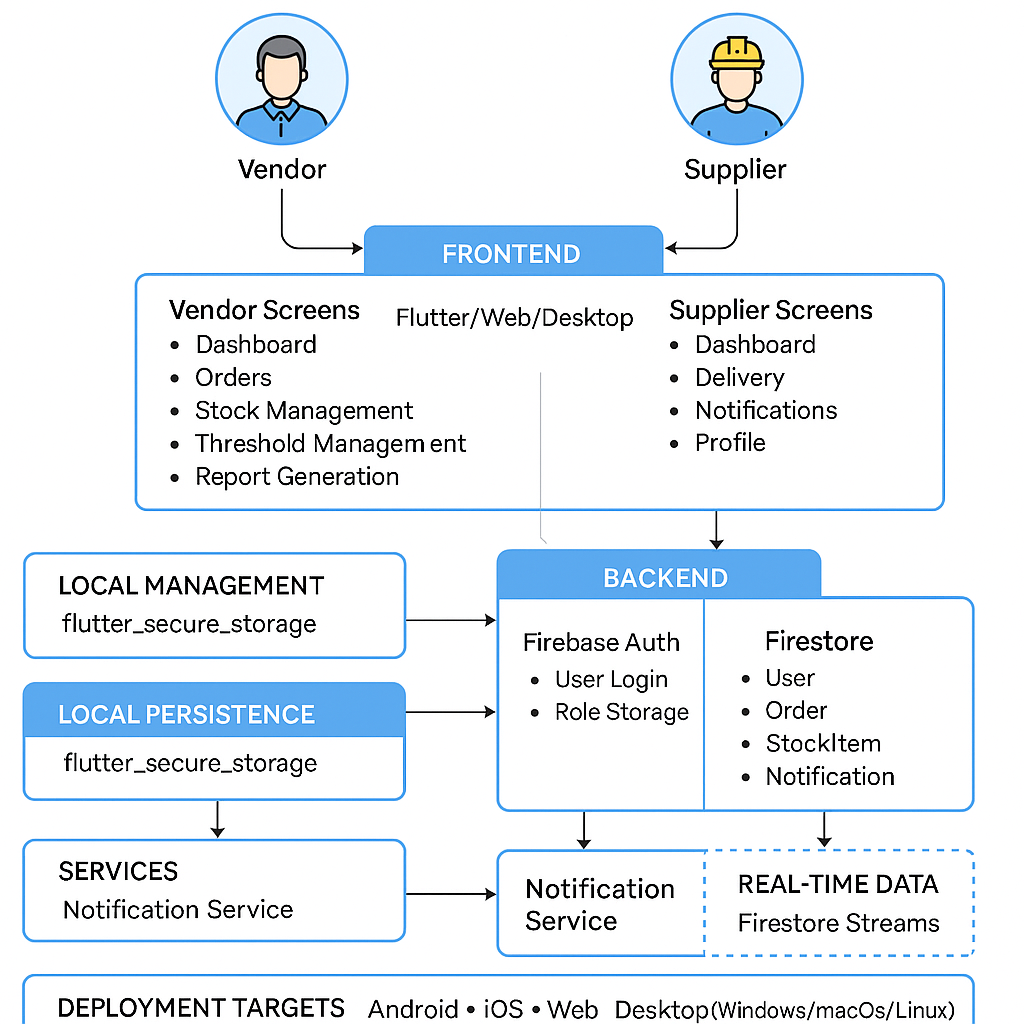 Vendor
Supplier
FRONTEND
Vendor Screens
• Dashboard
• Orders
• Stock Management
• Threshold Management
• Report Generation
Flutter/Web/Desktop
Supplier Screens
• Dashboard
• Delivery
• Notifications
• Profile
LOCAL MANAGEMENT
flutter_secure_storage
LOCAL PERSISTENCE
flutter_secure_storage
SERVICES
Notification Service
BACKEND
Firebase Auth
• User Login
• Role Storage
Firestore
• User
• Order
• StockItem
• Notification
Notification
Service
REAL-TIME DATA
Firestore Streams
DEPLOYMENT TARGETS Android • iOS • Web Desktop(Windows/macOs/Linux)